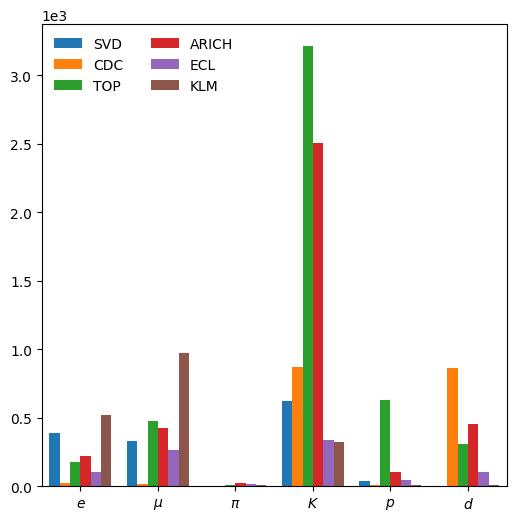 1e3
SVD
CDC
TOP
ARICH
ECL
KLM
3.0
2.5
2.0
1.5
1.0
0.5
0.0
e μ π K p d